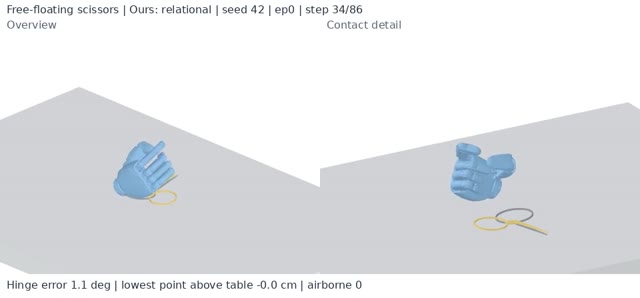 Free-floating scissors | Ours: relational | seed 42 | ep0 | step 34/86
Overview
Contact detail
Hinge error 1.1 deg | lowest point above table -0.0 cm | airborne 0